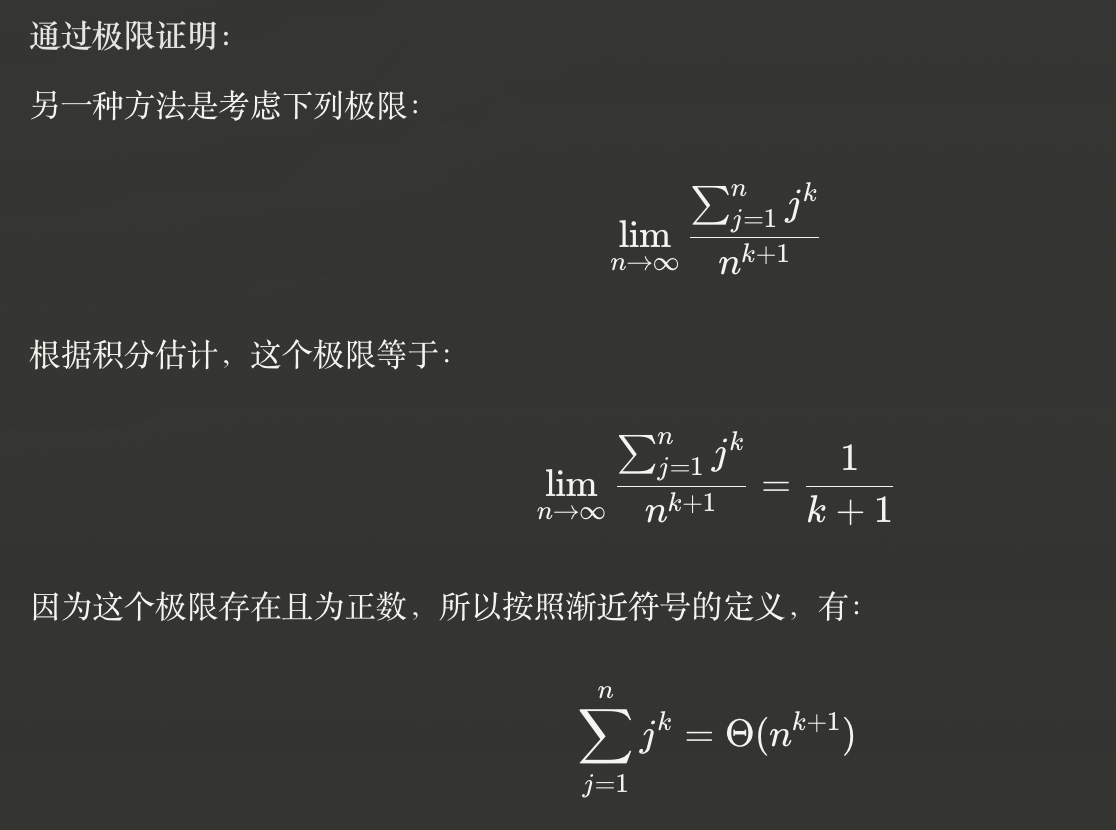 通过极限证明：
另一种方法是考虑下列极限：
\lim_{n \to \infty} \frac{\sum_{j=1}^{n} j^k}{n^{k+1}}
根据积分估计，这个极限等于：
\lim_{n \to \infty} \frac{\sum_{j=1}^{n} j^k}{n^{k+1}} = \frac{1}{k+1}
因为这个极限存在且为正数，所以按照渐近符号的定义，有：
\sum_{j=1}^{n} j^k = \Theta(n^{k+1})